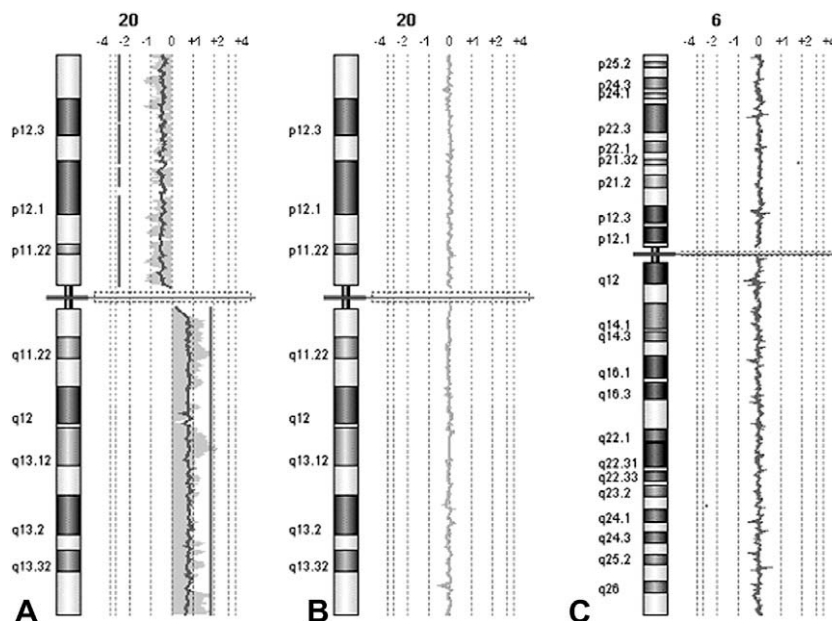 20
-4 -2 -1 0 +1 +2 +4
p12.3
p12.1
p11.22
q11.22
q12
q13.12
q13.2
q13.32
A
20
-4 -2 -1 0 +1 +2 +4
p12.3
p12.1
p11.22
q11.22
q12
q13.12
q13.2
q13.32
B
6
-4 -2 -1 0 +1 +2 +4
p25.2
p24.3
p24.1
p22.3
p22.1
p21.32
p21.2
p12.3
p12.1
q12
q14.1
q14.3
q16.1
q16.3
q22.1
q22.31
q22.33
q23.2
q24.1
q24.3
q25.2
q26
C